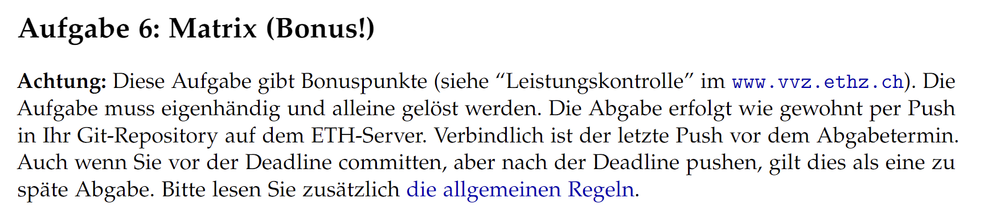 Aufgabe 6: Matrix (Bonus!)
Achtung: Diese Aufgabe gibt Bonuspunkte (siehe “Leistungskontrolle” im www.vvz.ethz.ch). Die
Aufgabe muss eigenhändig und alleine gelöst werden. Die Abgabe erfolgt wie gewohnt per Push
in Ihr Git-Repository auf dem ETH-Server. Verbindlich ist der letzte Push vor dem Abgabetermin.
Auch wenn Sie vor der Deadline committen, aber nach der Deadline pushen, gilt dies als eine zu
späte Abgabe. Bitte lesen Sie zusätzlich die allgemeinen Regeln.